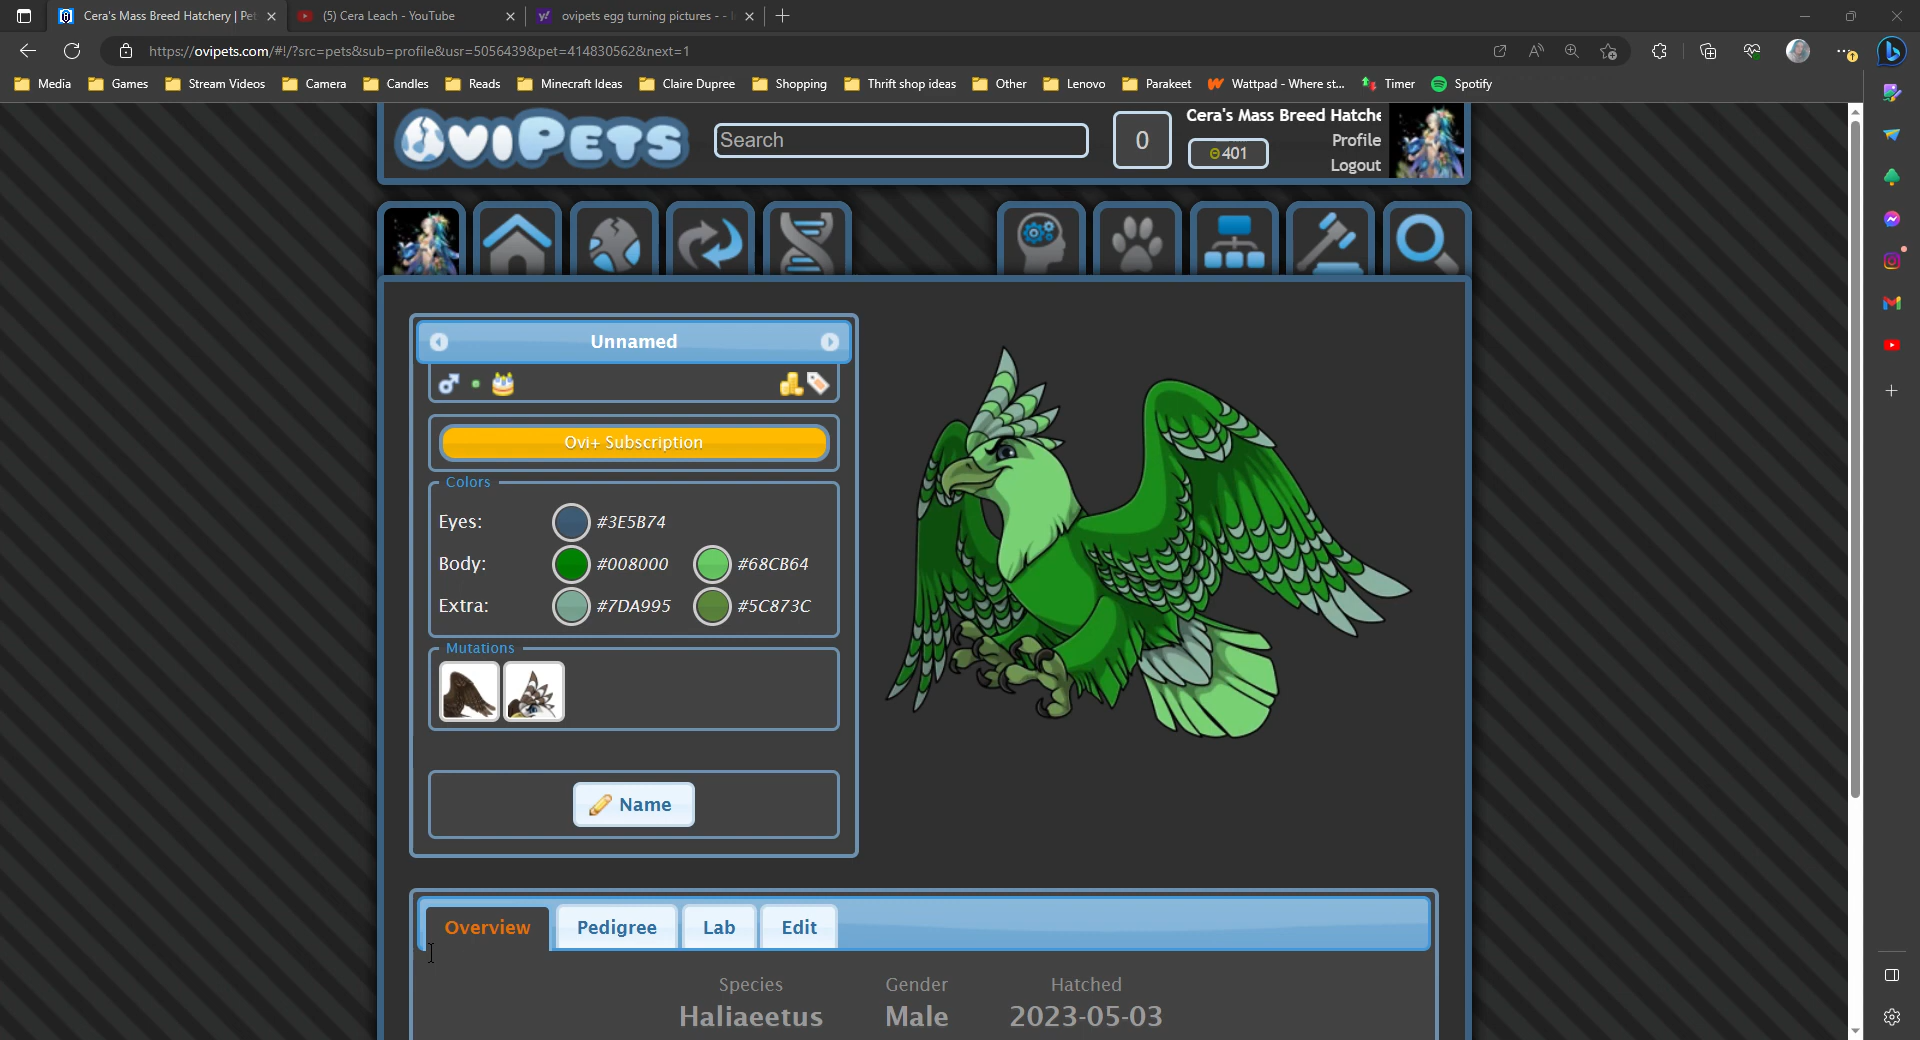 Cera's Mass Breed Hatchery | Pet
(5) Cera Leach - YouTube
ovipets egg turning pictures - -
https://ovipets.com/#!/?src=pets&sub=profile&usr=5056439&pet=414830562&next=1
Media Games Stream Videos Camera Candles Reads Minecraft Ideas Claire Dupree Shopping Thrift shop ideas Other Lenovo Parakeet Wattpad - Where st... Timer Spotify
OviPets
Search
0
Cera's Mass Breed Hatche
401
Profile
Logout
Unnamed
Ovi+ Subscription
Colors
Eyes: #3E5B74
Body: #008000 #68CB64
Extra: #7DA995 #5C873C
Mutations
Name
Overview Pedigree Lab Edit
Species Gender Hatched
Haliaeetus Male 2023-05-03